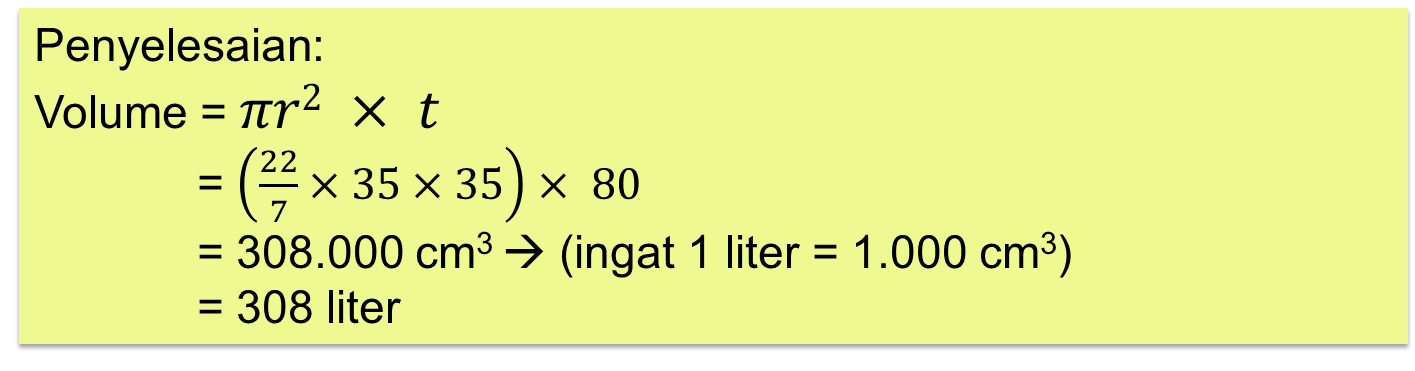 Penyelesaian:
Volume = 𝜋𝑟² × 𝑡
= (22/7 × 35 × 35) × 80
= 308.000 cm³ → (ingat 1 liter = 1.000 cm³)
= 308 liter